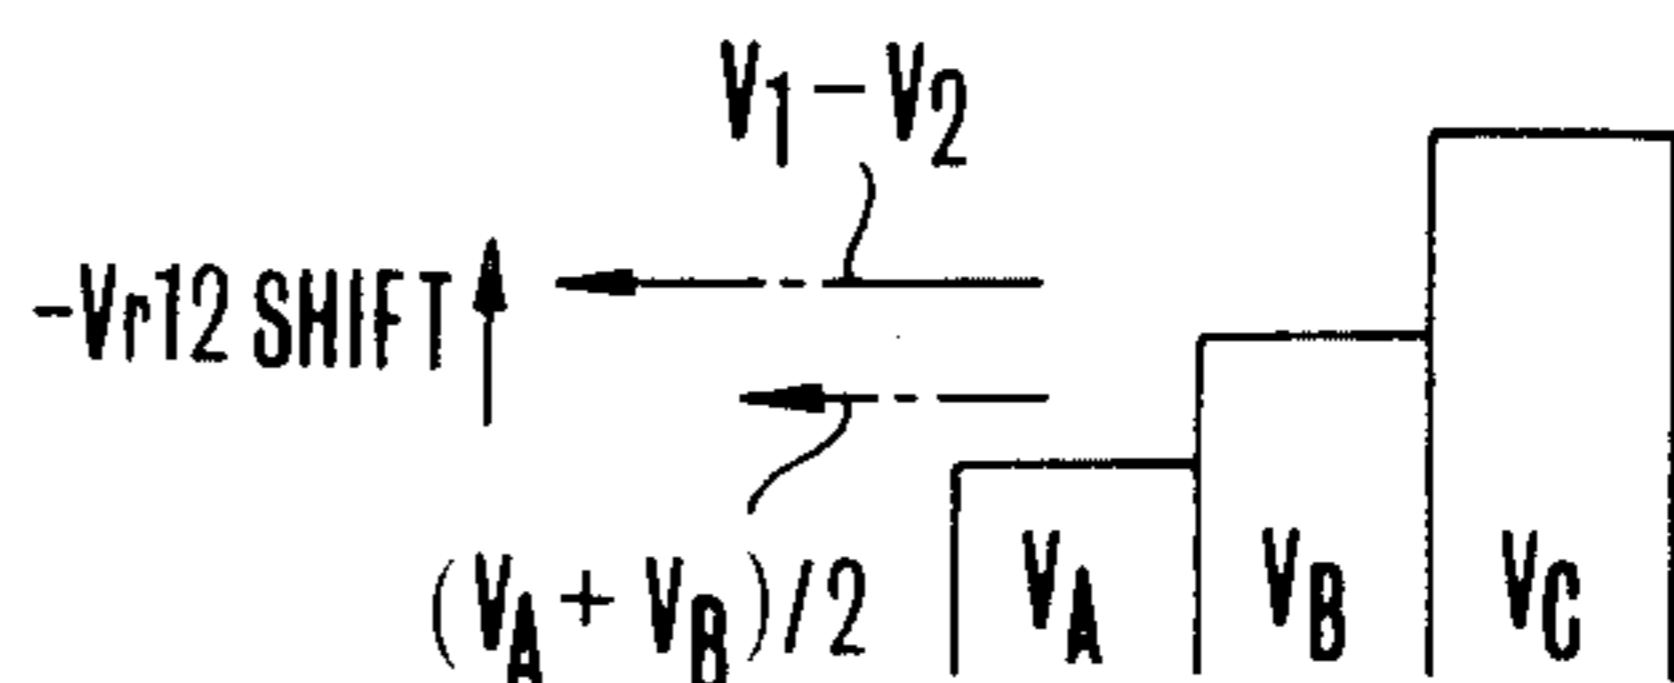 V1 – V2
-Vr12 SHIFT
(VA + VB)/2
VA
VB
VC